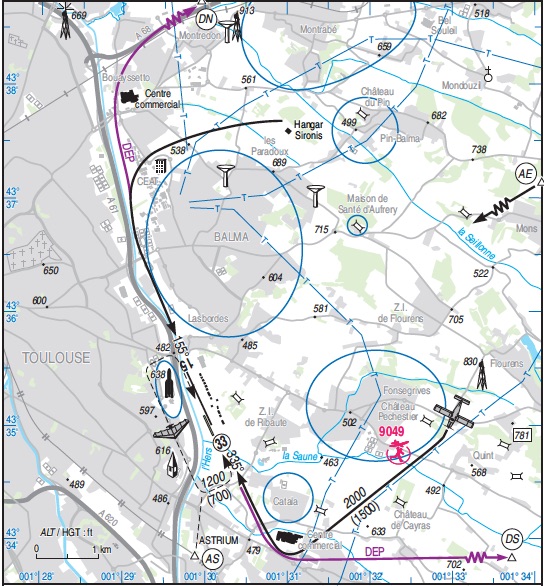 669
A 68
DN
Montredon
913
Montrabé
518
Bel
Souleil
659
43°
38'
Bouayssetto
561
Château
du Pin
Mondouzil
Centre
commercial
Hangar
Sironis
499
682
DEP
538
les
Paradoux
Pin-Balma
689
738
CEAT
AE
43°
37'
A 61
Maison de
Santé d'Aufrery
715
BALMA
Mons
la Seillonne
650
604
522
600
581
Z.I.
de Flourens
705
43°
36'
Lasbordes
485
TOULOUSE
482
155°
15
830
Flourens
638
Fonsegrives
Château
Pechestier
597
Z.I.
de Ribaute
502
9049
781
43°
35'
33
335°
616
l'Hers
la Saune
463
Quint
568
489
486
1200
(700)
2000
(1500)
492
Catala
A 620
Château
de Cayras
633
ALT / HGT : ft
0 1 km
ASTRIUM
479
Centre
commercial
DS
43°
34'
AS
DEP
702
001° 28' 001° 29' 001° 30' 001° 31' 001° 32' 001° 33' 001° 34'